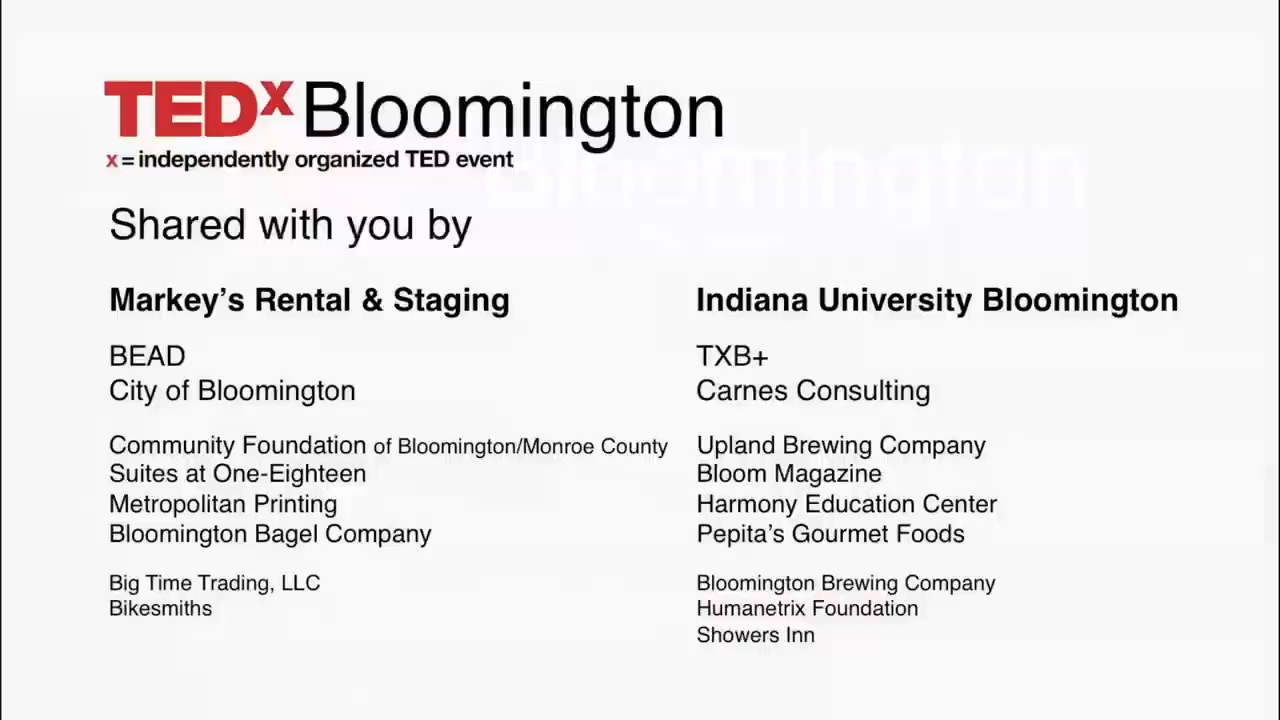 TEDx Bloomington
x = independently organized TED event
Shared with you by
Markey's Rental & Staging
BEAD
City of Bloomington
Community Foundation of Bloomington/Monroe County
Suites at One-Eighteen
Metropolitan Printing
Bloomington Bagel Company
Big Time Trading, LLC
Bikesmiths
Indiana University Bloomington
TXB+
Carnes Consulting
Upland Brewing Company
Bloom Magazine
Harmony Education Center
Pepita's Gourmet Foods
Bloomington Brewing Company
Humanetrix Foundation
Showers Inn
Bloomington